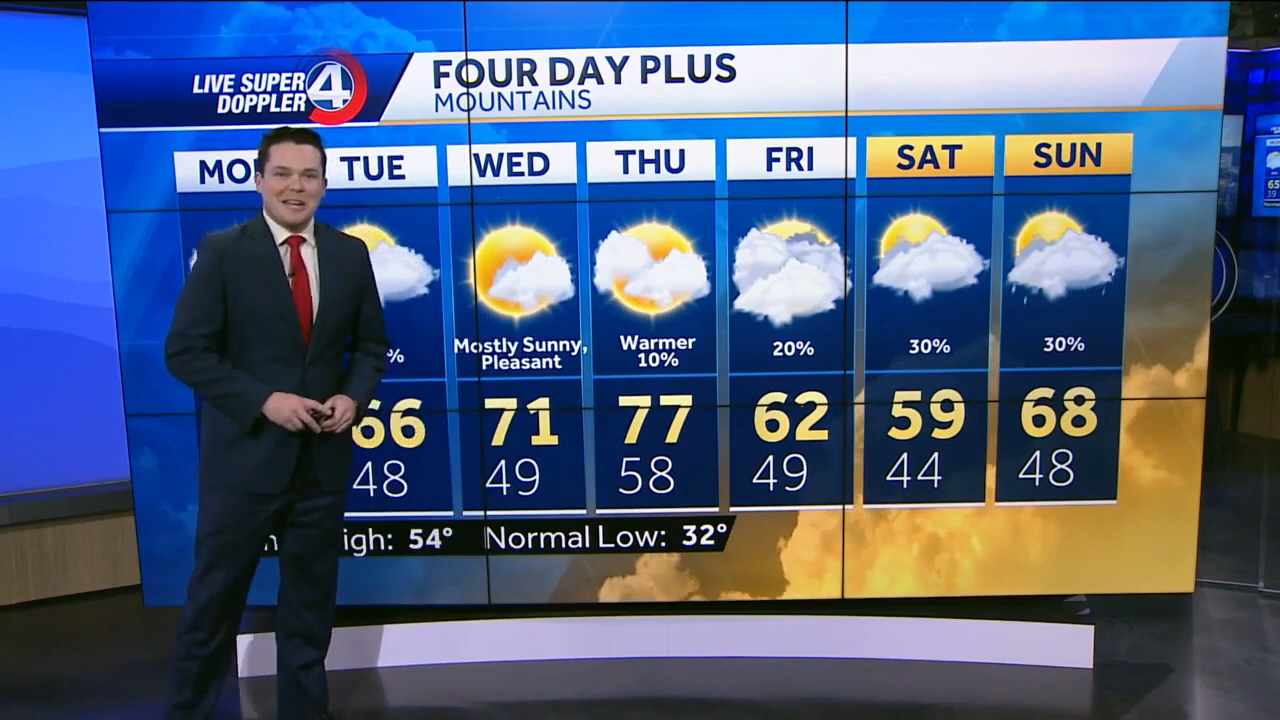 LIVE SUPER
DOPPLER 4
FOUR DAY PLUS
MOUNTAINS
TUE
WED
THU
FRI
SAT
SUN
%
Mostly Sunny,
Pleasant
Warmer
10%
20%
30%
30%
66
71
77
62
59
68
48
49
58
49
44
48
54°
Normal Low: 32°